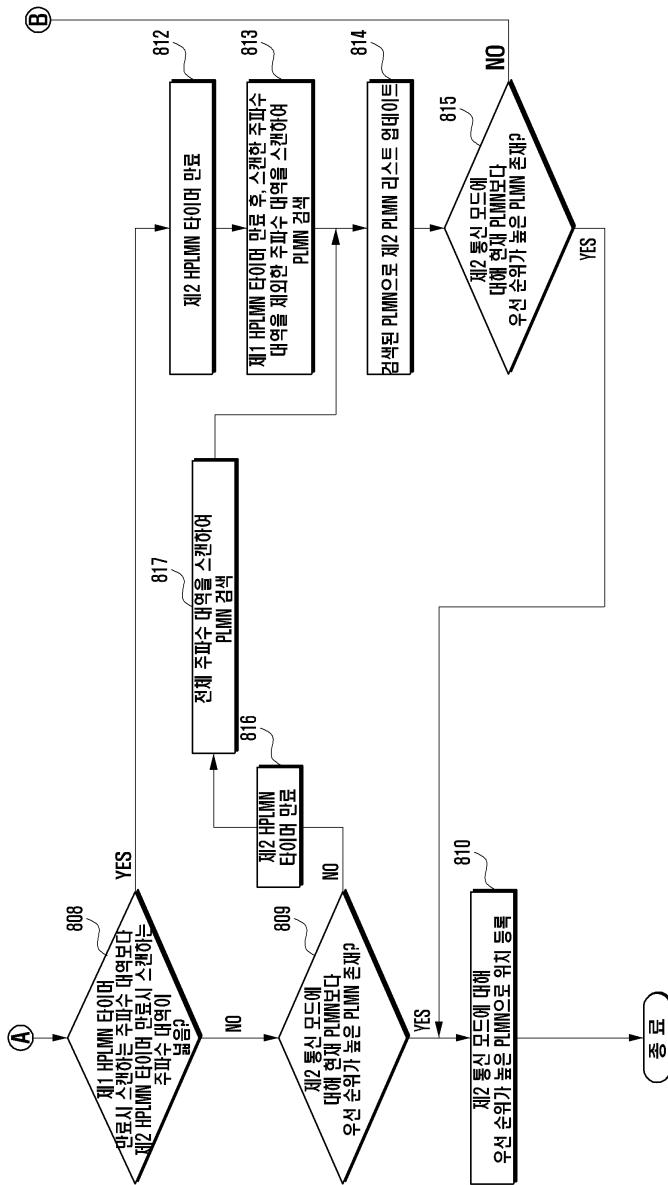 A
808
제1 HPLMN 타이머
만료시 스캔하는 주파수 대역보다
제2 HPLMN 타이머 만료시 스캔하는
주파수 대역이
넓음?
YES
NO
809
제2 통신 모드에
대해 현재 PLMN보다
우선 순위가 높은 PLMN 존재?
NO
YES
810
제2 통신 모드에 대해
우선 순위가 높은 PLMN으로 위치 등록
종료
816
제2 HPLMN
타이머 만료
817
전체 주파수 대역을 스캔하여
PLMN 검색
812
제2 HPLMN 타이머 만료
813
제1 HPLMN 타이머 만료 후, 스캔한 주파수
대역을 제외한 주파수 대역을 스캔하여
PLMN 검색
814
검색된 PLMN으로 제2 PLMN 리스트 업데이트
815
제2 통신 모드에
대해 현재 PLMN보다
우선 순위가 높은 PLMN 존재?
NO
YES
B